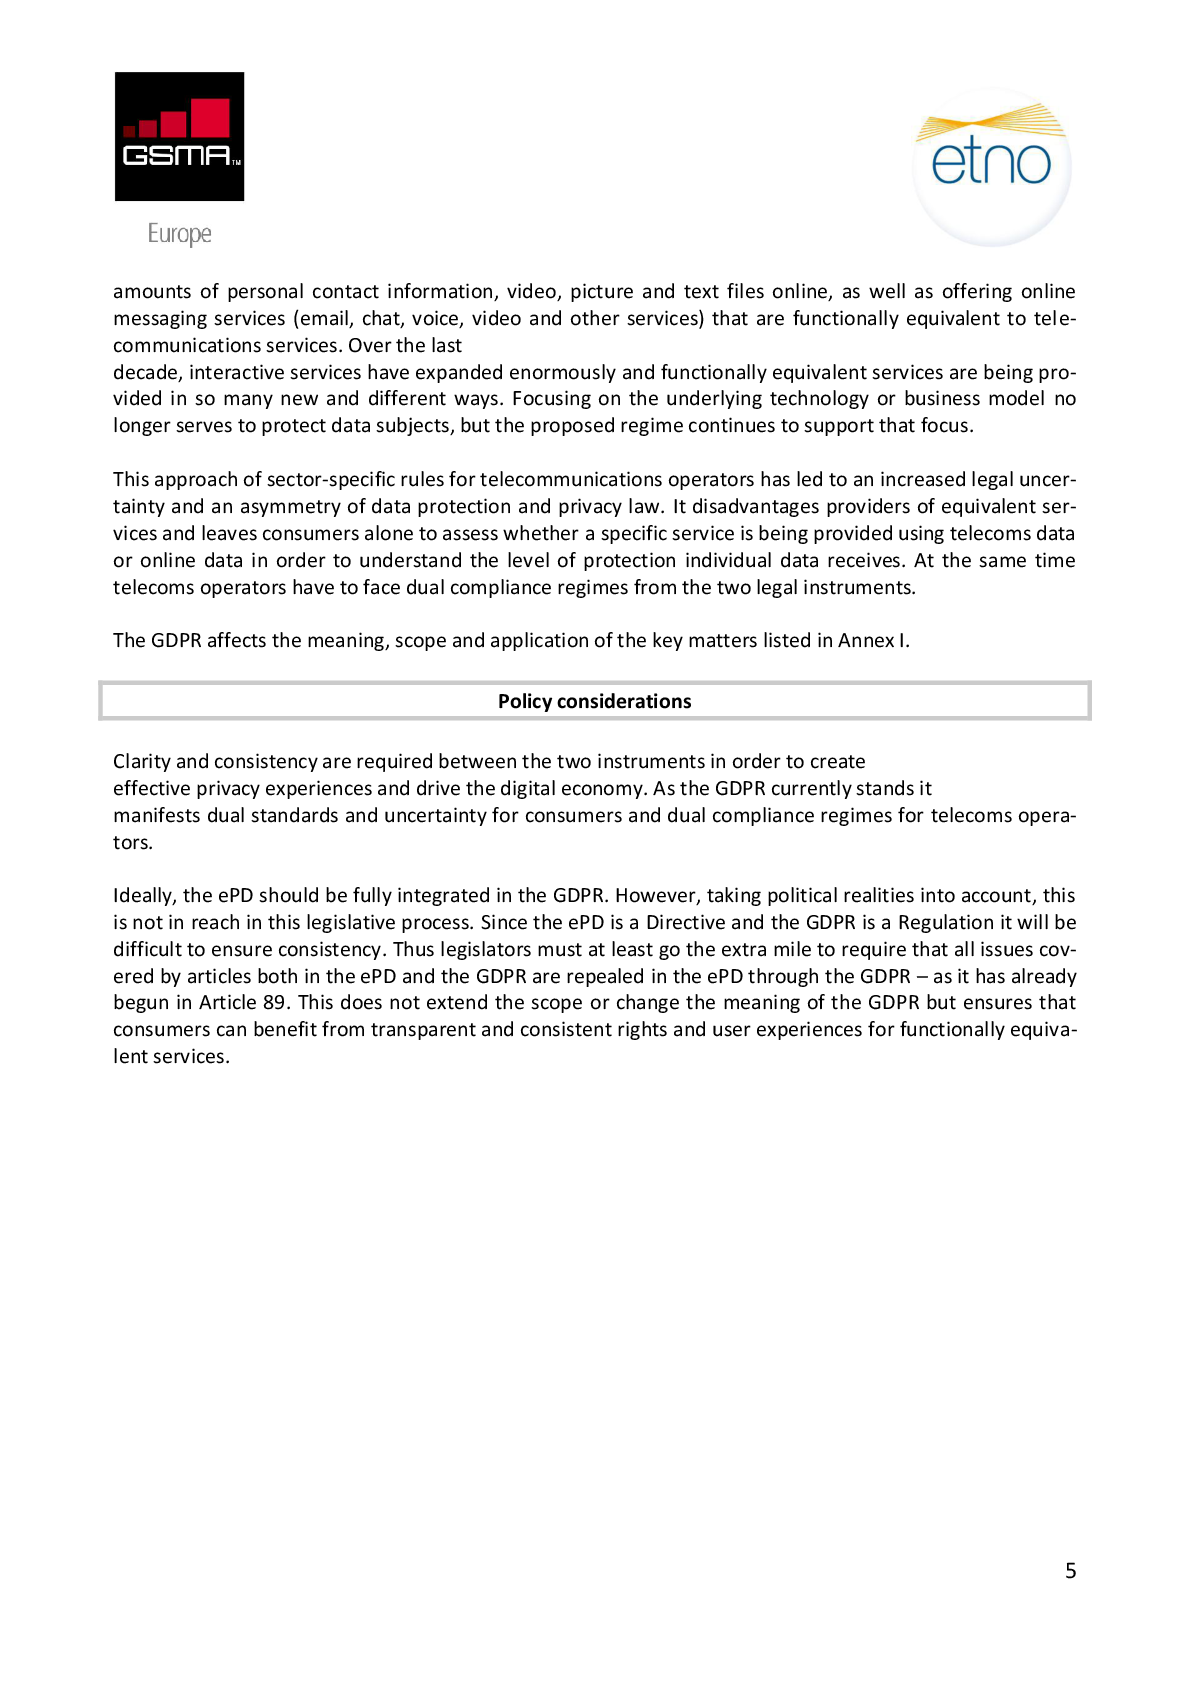 GSMA™
Europe
etno
amounts of personal contact information, video, picture and text files online, as well as offering online
messaging services (email, chat, voice, video and other services) that are functionally equivalent to tele-
communications services. Over the last
decade, interactive services have expanded enormously and functionally equivalent services are being pro-
vided in so many new and different ways. Focusing on the underlying technology or business model no
longer serves to protect data subjects, but the proposed regime continues to support that focus.
This approach of sector-specific rules for telecommunications operators has led to an increased legal uncer-
tainty and an asymmetry of data protection and privacy law. It disadvantages providers of equivalent ser-
vices and leaves consumers alone to assess whether a specific service is being provided using telecoms data
or online data in order to understand the level of protection individual data receives. At the same time
telecoms operators have to face dual compliance regimes from the two legal instruments.
The GDPR affects the meaning, scope and application of the key matters listed in Annex I.
Policy considerations
Clarity and consistency are required between the two instruments in order to create
effective privacy experiences and drive the digital economy. As the GDPR currently stands it
manifests dual standards and uncertainty for consumers and dual compliance regimes for telecoms opera-
tors.
Ideally, the ePD should be fully integrated in the GDPR. However, taking political realities into account, this
is not in reach in this legislative process. Since the ePD is a Directive and the GDPR is a Regulation it will be
difficult to ensure consistency. Thus legislators must at least go the extra mile to require that all issues cov-
ered by articles both in the ePD and the GDPR are repealed in the ePD through the GDPR – as it has already
begun in Article 89. This does not extend the scope or change the meaning of the GDPR but ensures that
consumers can benefit from transparent and consistent rights and user experiences for functionally equiva-
lent services.
5